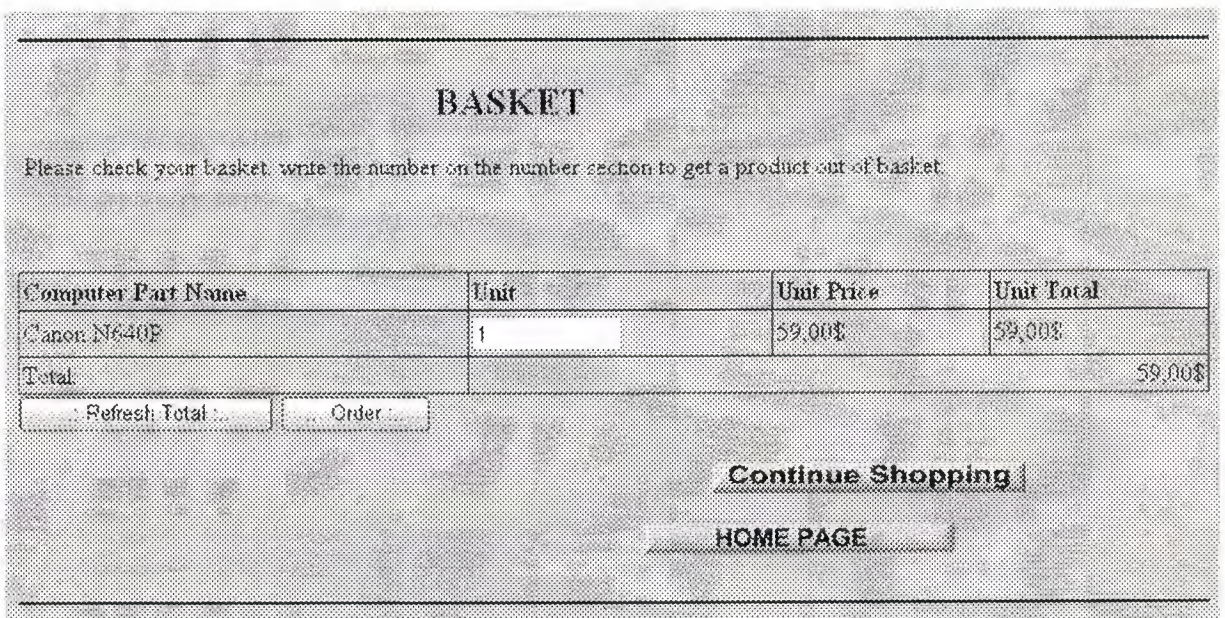 BASKET
Please check your basket, write the number on the number section to get a product out of basket.
Computer Part Name Unit Unit Price Unit Total
Canon N640P 1 59,00$ 59,00$
Total: 59,00$
..: Refresh Total :.. ..: Order :..
Continue Shopping
HOME PAGE